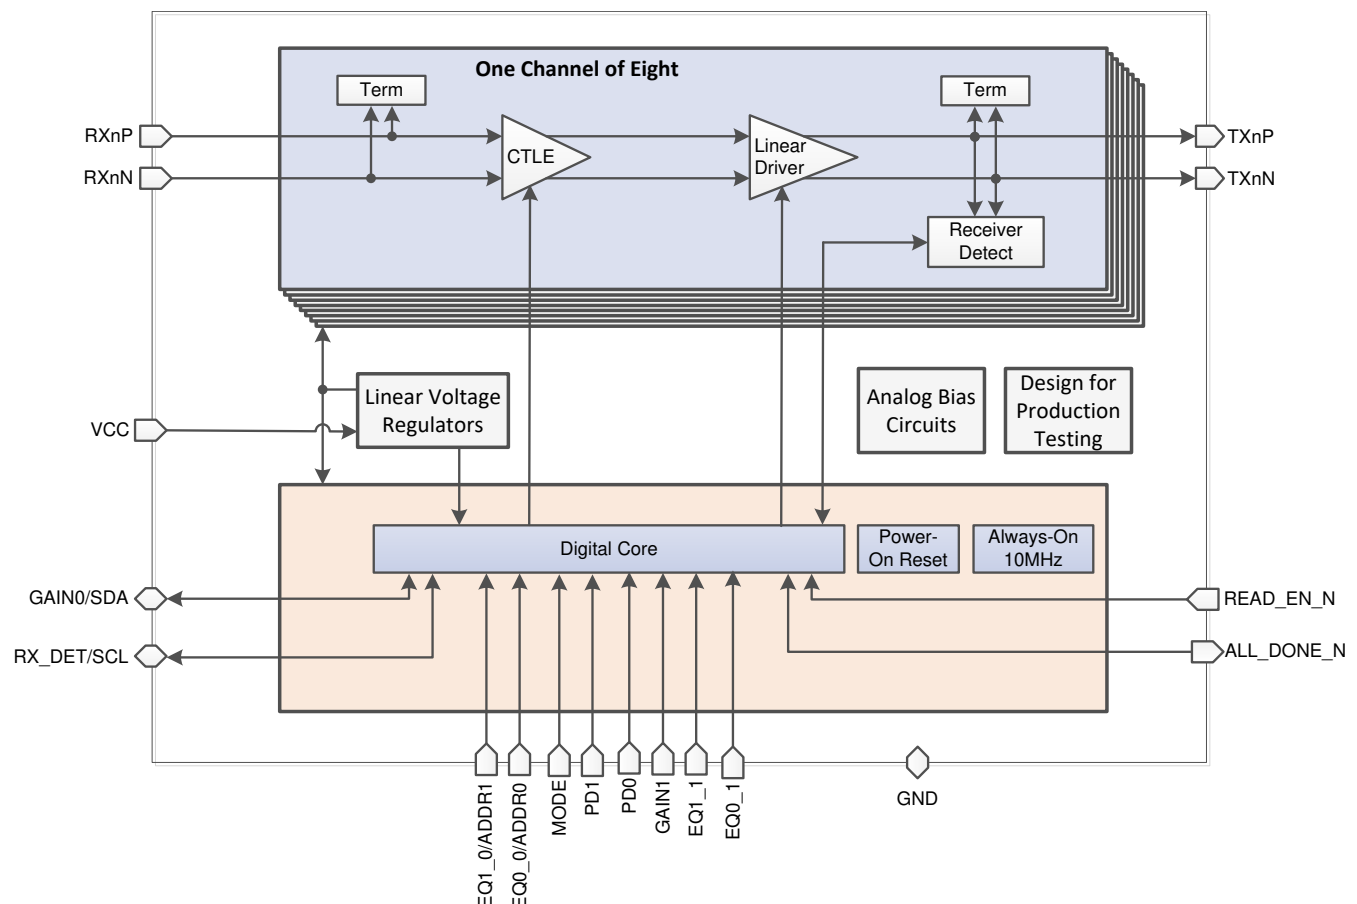 One Channel of Eight
Term
Term
RXnP
TXnP
CTLE
Linear
Driver
RXnN
TXnN
Receiver
Detect
Linear Voltage
Regulators
Analog Bias
Circuits
Design for
Production
Testing
VCC
Digital Core
Power-
On Reset
Always-On
10MHz
GAIN0/SDA
READ_EN_N
RX_DET/SCL
ALL_DONE_N
EQ1_0/ADDR1
EQ0_0/ADDR0
MODE
PD1
PD0
GAIN1
EQ1_1
EQ0_1
GND